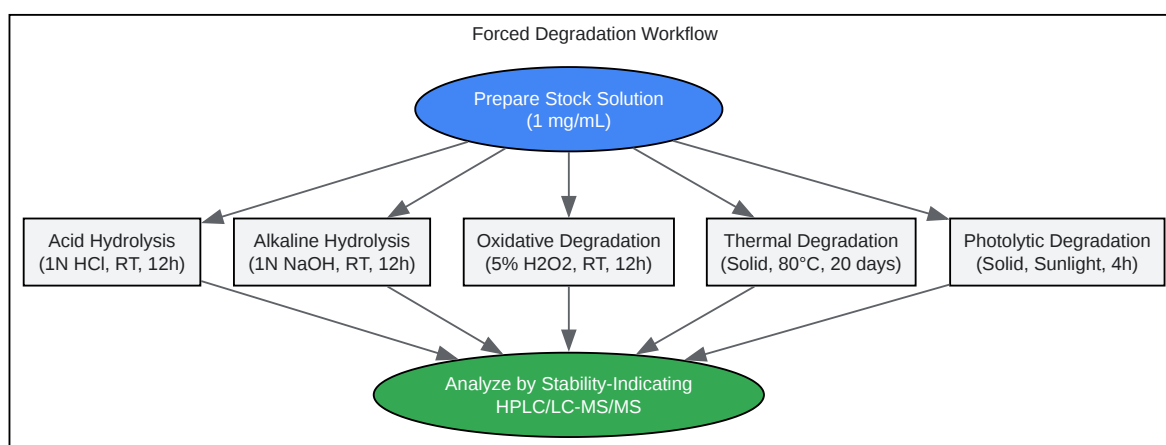 Forced Degradation Workflow
Prepare Stock Solution
(1 mg/mL)
Acid Hydrolysis
(1N HCl, RT, 12h)
Alkaline Hydrolysis
(1N NaOH, RT, 12h)
Oxidative Degradation
(5% H2O2, RT, 12h)
Thermal Degradation
(Solid, 80°C, 20 days)
Photolytic Degradation
(Solid, Sunlight, 4h)
Analyze by Stability-Indicating
HPLC/LC-MS/MS